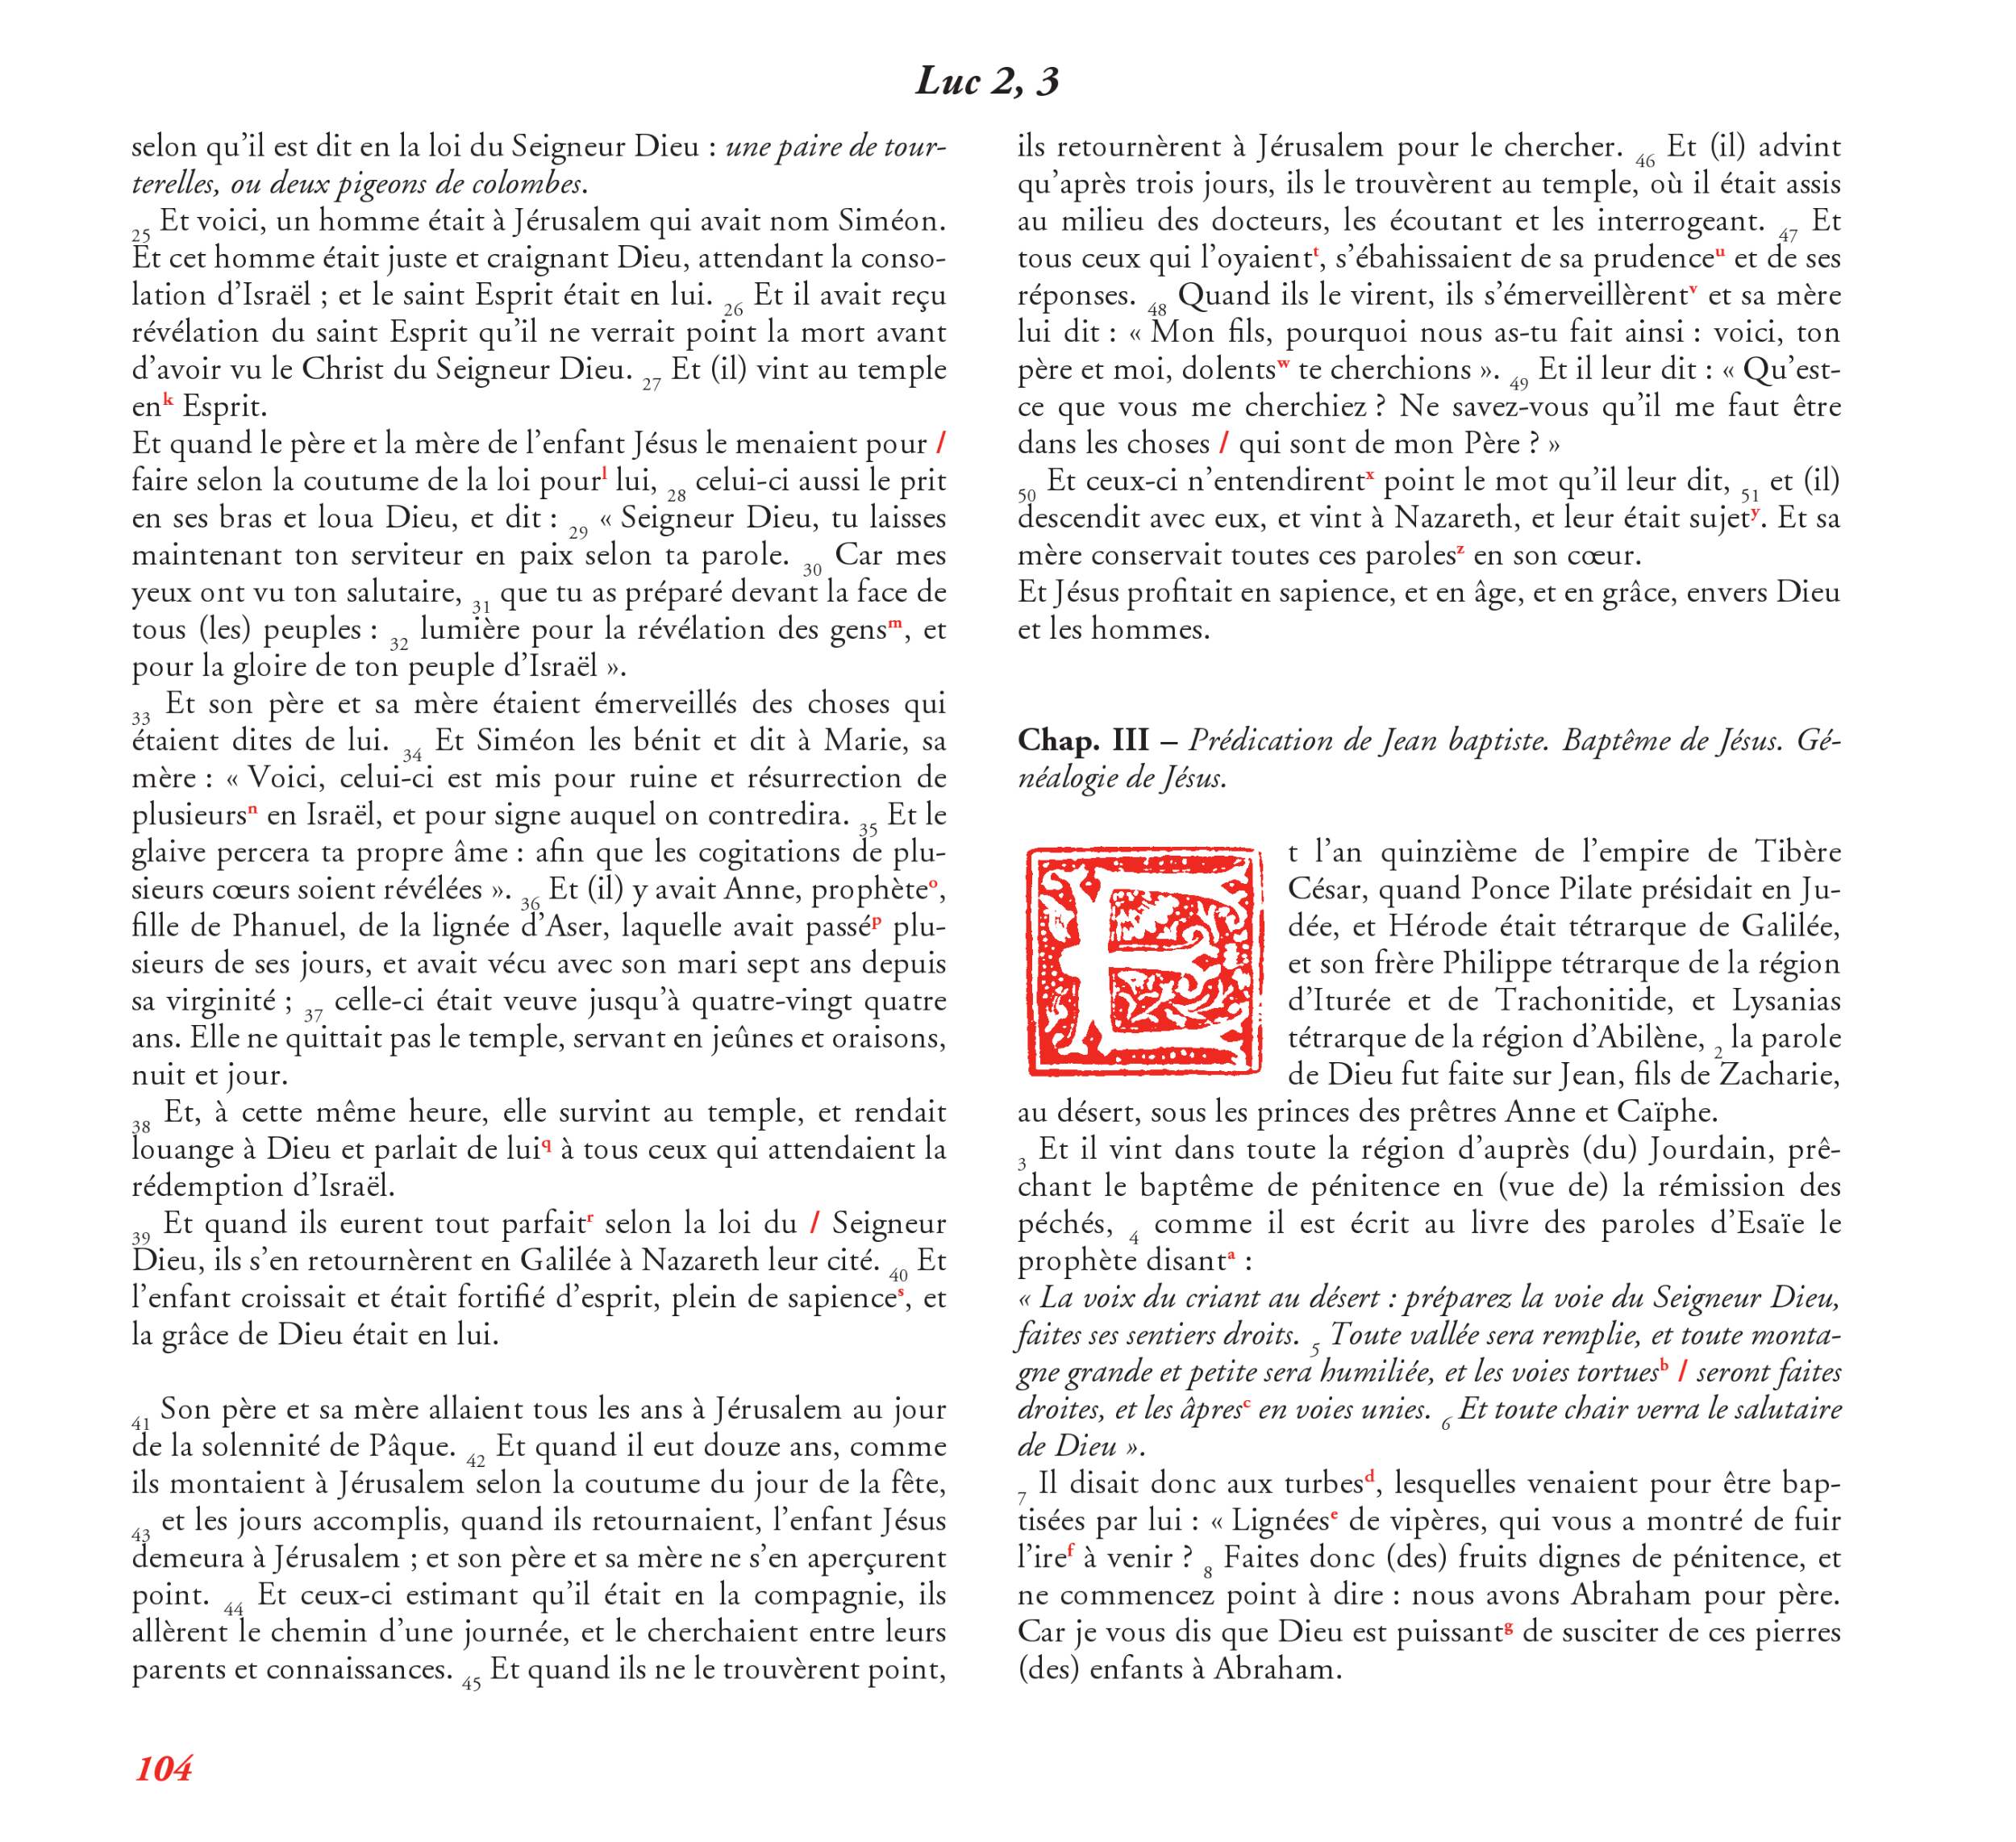 Luc 2, 3
selon qu’il est dit en la loi du Seigneur Dieu : une paire de tour-
terelles, ou deux pigeons de colombes.
25 Et voici, un homme était à Jérusalem qui avait nom Siméon.
Et cet homme était juste et craignant Dieu, attendant la conso-
lation d’Israël ; et le saint Esprit était en lui. 26 Et il avait reçu
révélation du saint Esprit qu’il ne verrait point la mort avant
d’avoir vu le Christ du Seigneur Dieu. 27 Et (il) vint au temple
enk Esprit.
Et quand le père et la mère de l’enfant Jésus le menaient pour /
faire selon la coutume de la loi pourl lui, 28 celui-ci aussi le prit
en ses bras et loua Dieu, et dit : 29 « Seigneur Dieu, tu laisses
maintenant ton serviteur en paix selon ta parole. 30 Car mes
yeux ont vu ton salutaire, 31 que tu as préparé devant la face de
tous (les) peuples : 32 lumière pour la révélation des gensm, et
pour la gloire de ton peuple d’Israël ».
33 Et son père et sa mère étaient émerveillés des choses qui
étaient dites de lui. 34 Et Siméon les bénit et dit à Marie, sa
mère : « Voici, celui-ci est mis pour ruine et résurrection de
plusieursn en Israël, et pour signe auquel on contredira. 35 Et le
glaive percera ta propre âme : afin que les cogitations de plu-
sieurs cœurs soient révélées ». 36 Et (il) y avait Anne, prophèteo,
fille de Phanuel, de la lignée d’Aser, laquelle avait passép plu-
sieurs de ses jours, et avait vécu avec son mari sept ans depuis
sa virginité ; 37 celle-ci était veuve jusqu’à quatre-vingt quatre
ans. Elle ne quittait pas le temple, servant en jeûnes et oraisons,
nuit et jour.
38 Et, à cette même heure, elle survint au temple, et rendait
louange à Dieu et parlait de luiq à tous ceux qui attendaient la
rédemption d’Israël.
39 Et quand ils eurent tout parfaitr selon la loi du / Seigneur
Dieu, ils s’en retournèrent en Galilée à Nazareth leur cité. 40 Et
l’enfant croissait et était fortifié d’esprit, plein de sapiences, et
la grâce de Dieu était en lui.
41 Son père et sa mère allaient tous les ans à Jérusalem au jour
de la solennité de Pâque. 42 Et quand il eut douze ans, comme
ils montaient à Jérusalem selon la coutume du jour de la fête,
43 et les jours accomplis, quand ils retournaient, l’enfant Jésus
demeura à Jérusalem ; et son père et sa mère ne s’en aperçurent
point. 44 Et ceux-ci estimant qu’il était en la compagnie, ils
allèrent le chemin d’une journée, et le cherchaient entre leurs
parents et connaissances. 45 Et quand ils ne le trouvèrent point,
ils retournèrent à Jérusalem pour le chercher. 46 Et (il) advint
qu’après trois jours, ils le trouvèrent au temple, où il était assis
au milieu des docteurs, les écoutant et les interrogeant. 47 Et
tous ceux qui l’oyaientt, s’ébahissaient de sa prudenceu et de ses
réponses. 48 Quand ils le virent, ils s’émerveillèrentv et sa mère
lui dit : « Mon fils, pourquoi nous as-tu fait ainsi : voici, ton
père et moi, dolentsw te cherchions ». 49 Et il leur dit : « Qu’est-
ce que vous me cherchiez ? Ne savez-vous qu’il me faut être
dans les choses / qui sont de mon Père ? »
50 Et ceux-ci n’entendirentx point le mot qu’il leur dit, 51 et (il)
descendit avec eux, et vint à Nazareth, et leur était sujety. Et sa
mère conservait toutes ces parolesz en son cœur.
Et Jésus profitait en sapience, et en âge, et en grâce, envers Dieu
et les hommes.
Chap. III – Prédication de Jean baptiste. Baptême de Jésus. Gé-
néalogie de Jésus.
Et l’an quinzième de l’empire de Tibère
César, quand Ponce Pilate présidait en Ju-
dée, et Hérode était tétrarque de Galilée,
et son frère Philippe tétrarque de la région
d’Iturée et de Trachonitide, et Lysanias
tétrarque de la région d’Abilène, 2 la parole
de Dieu fut faite sur Jean, fils de Zacharie,
au désert, sous les princes des prêtres Anne et Caïphe.
3 Et il vint dans toute la région d’auprès (du) Jourdain, prê-
chant le baptême de pénitence en (vue de) la rémission des
péchés, 4 comme il est écrit au livre des paroles d’Esaïe le
prophète disanta :
« La voix du criant au désert : préparez la voie du Seigneur Dieu,
faites ses sentiers droits. 5 Toute vallée sera remplie, et toute monta-
gne grande et petite sera humiliée, et les voies tortuesb / seront faites
droites, et les âpresc en voies unies. 6 Et toute chair verra le salutaire
de Dieu ».
7 Il disait donc aux turbesd, lesquelles venaient pour être bap-
tisées par lui : « Lignéese de vipères, qui vous a montré de fuir
l’iref à venir ? 8 Faites donc (des) fruits dignes de pénitence, et
ne commencez point à dire : nous avons Abraham pour père.
Car je vous dis que Dieu est puissantg de susciter de ces pierres
(des) enfants à Abraham.
104